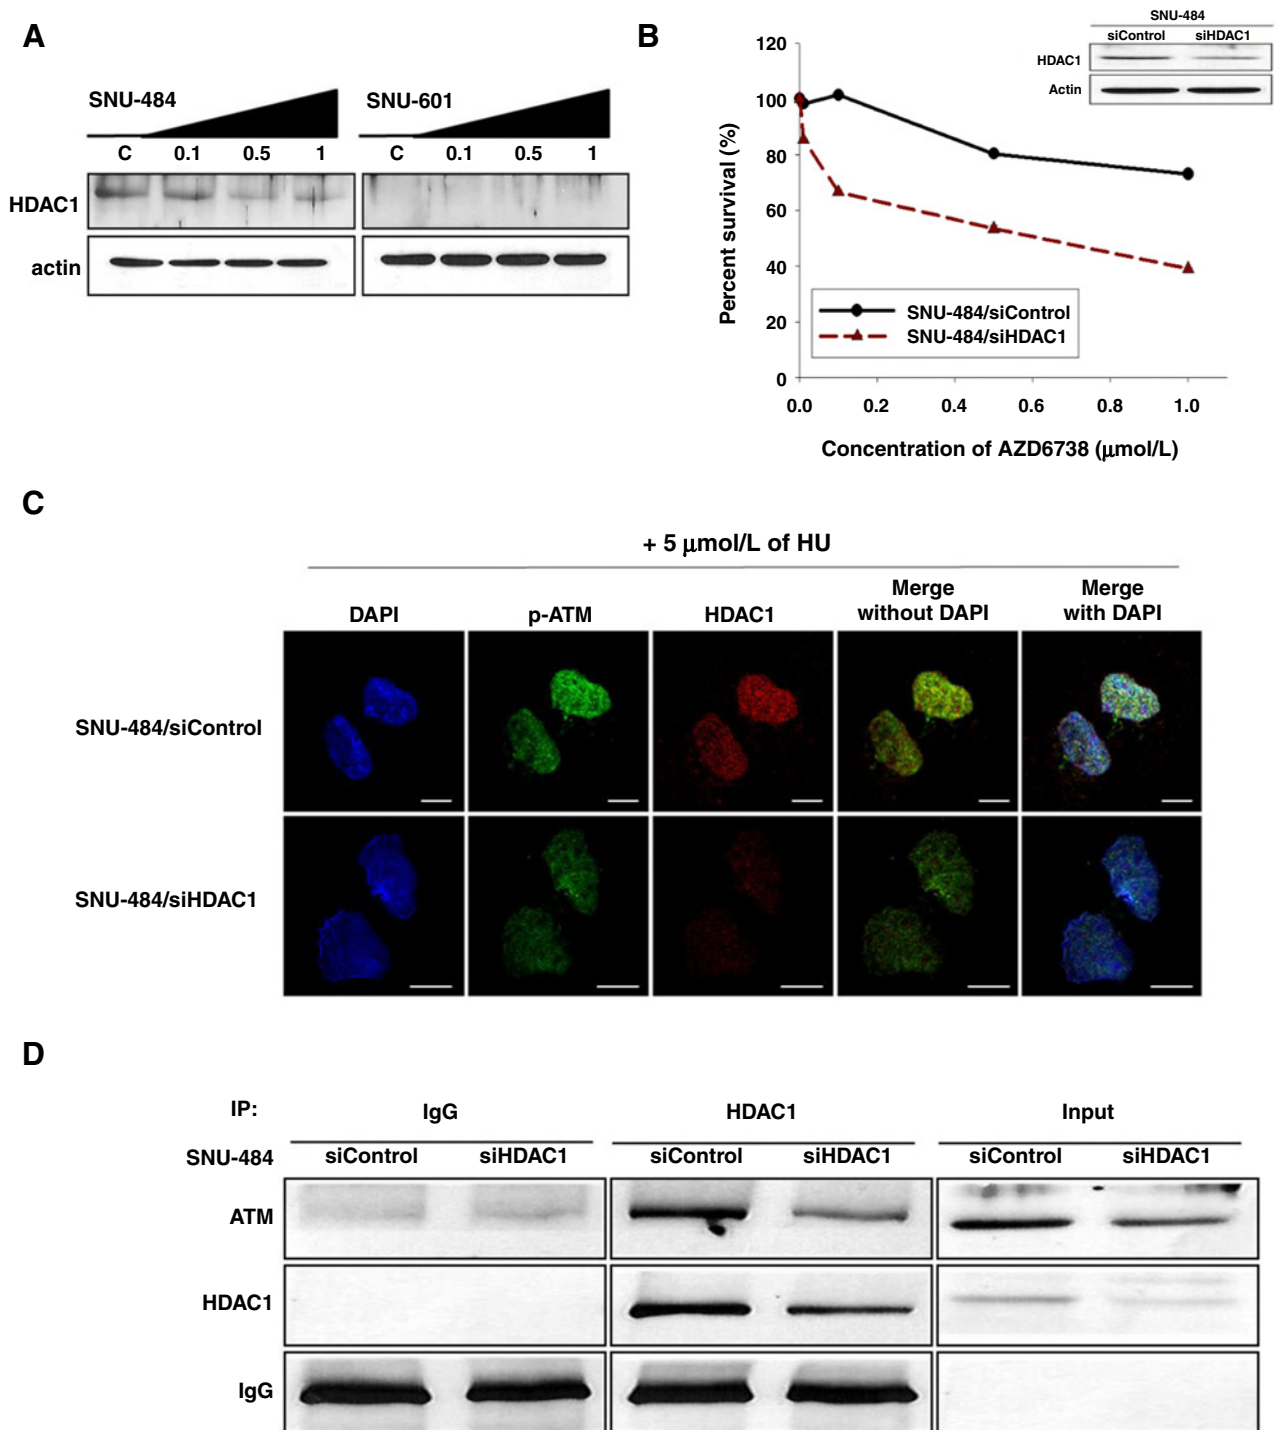 A
SNU-484
SNU-601
C 0.1 0.5 1 C 0.1 0.5 1
HDAC1
actin
B
SNU-484
siControl siHDAC1
HDAC1
Actin
120
100
80
60
40
20
0
Percent survival (%)
SNU-484/siControl
SNU-484/siHDAC1
0.0 0.2 0.4 0.6 0.8 1.0
Concentration of AZD6738 (μmol/L)
C
+ 5 μmol/L of HU
DAPI p-ATM HDAC1 Merge without DAPI Merge with DAPI
SNU-484/siControl
SNU-484/siHDAC1
D
IP: IgG HDAC1 Input
SNU-484 siControl siHDAC1 siControl siHDAC1 siControl siHDAC1
ATM
HDAC1
IgG